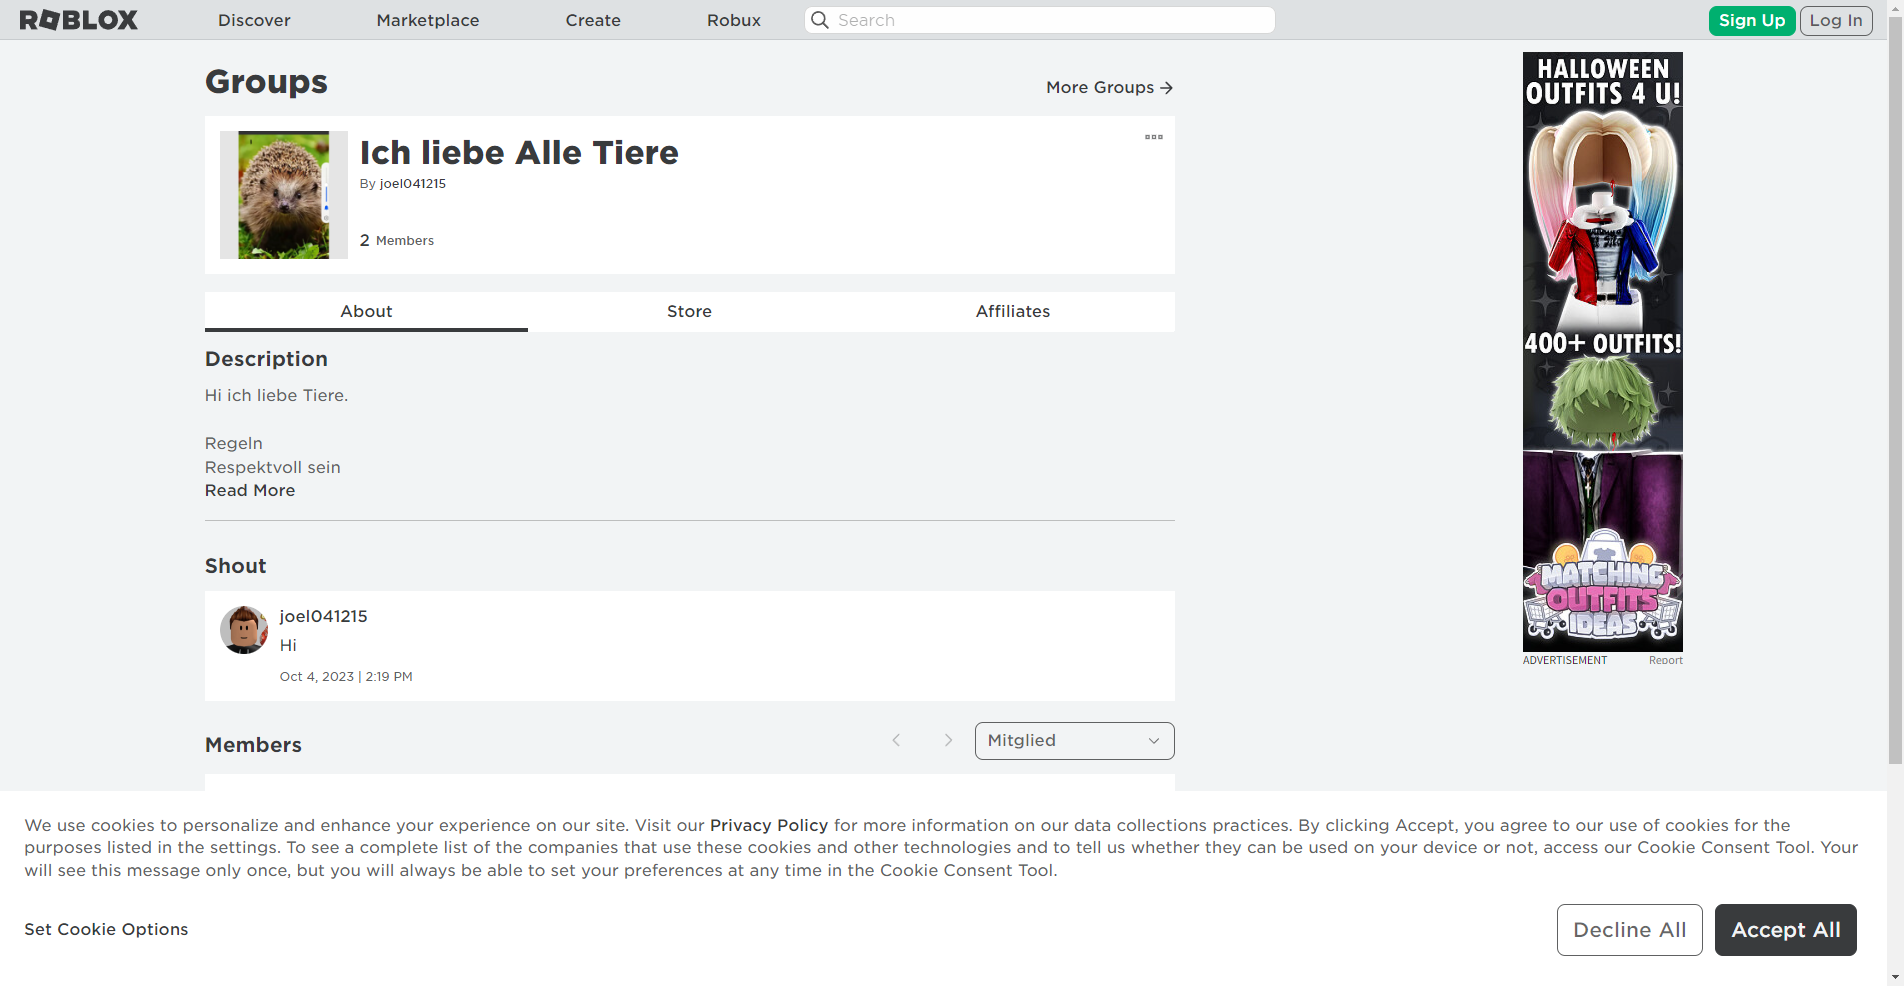 ROBLOX
Discover
Marketplace
Create
Robux
Search
Sign Up
Log In
Groups
More Groups
Ich liebe Alle Tiere
By joel041215
2 Members
About
Store
Affiliates
Description
Hi ich liebe Tiere.
Regeln
Respektvoll sein
Read More
Shout
joel041215
Hi
Oct 4, 2023 | 2:19 PM
Members
Mitglied
HALLOWEEN
OUTFITS 4 U!
400+ OUTFITS!
MATCHING
OUTFITS
IDEAS
ADVERTISEMENT
Report
We use cookies to personalize and enhance your experience on our site. Visit our Privacy Policy for more information on our data collections practices. By clicking Accept, you agree to our use of cookies for the
purposes listed in the settings. To see a complete list of the companies that use these cookies and other technologies and to tell us whether they can be used on your device or not, access our Cookie Consent Tool. Your
will see this message only once, but you will always be able to set your preferences at any time in the Cookie Consent Tool.
Set Cookie Options
Decline All
Accept All